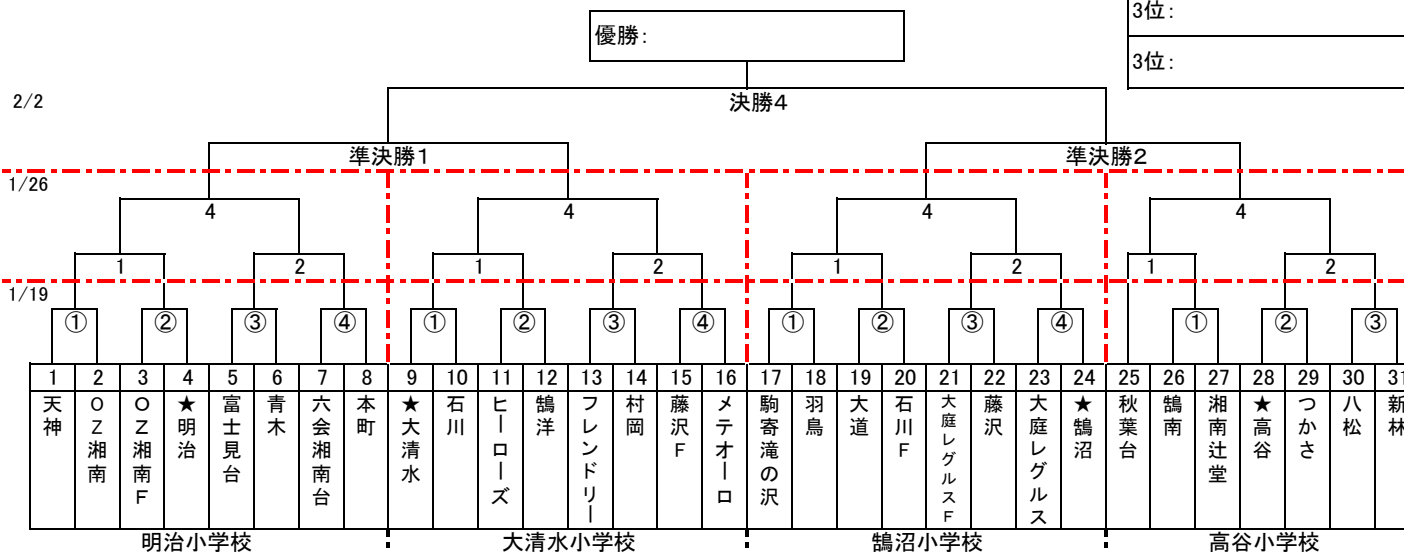 3位：
優勝：
3位：
2/2
決勝4
準決勝1
準決勝2
1/26
4
4
4
4
1
2
1
2
1
2
1
2
1/19
①
②
③
④
①
②
③
④
①
②
③
④
①
②
③
1
2
3
4
5
6
7
8
9
10
11
12
13
14
15
16
17
18
19
20
21
22
23
24
25
26
27
28
29
30
31
天神
OZ湘南
OZ湘南F
★明治
富士見台
青木
六会湘南台
本町
★大清水
石川
ヒーローズ
鵠洋
フレンドリー
村岡
藤沢F
メテオーロ
駒寄滝の沢
羽鳥
大道
石川F
大庭レグルスF
藤沢
大庭レグルス
★鵠沼
秋葉台
鵠南
湘南辻堂
★高谷
つかさ
八松
新林
明治小学校
大清水小学校
鵠沼小学校
高谷小学校